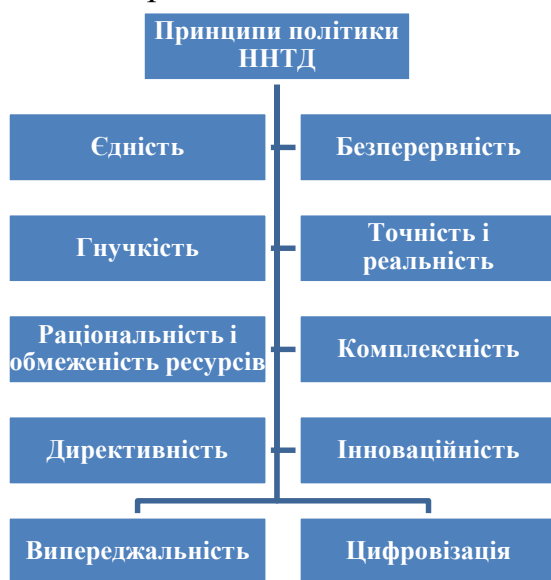 Принципи політики
ННТД
Єдність
Безперервність
Гнучкість
Точність і
реальність
Раціональність і
обмеженість ресурсів
Комплексність
Директивність
Інноваційність
Випереджальність
Цифровізація